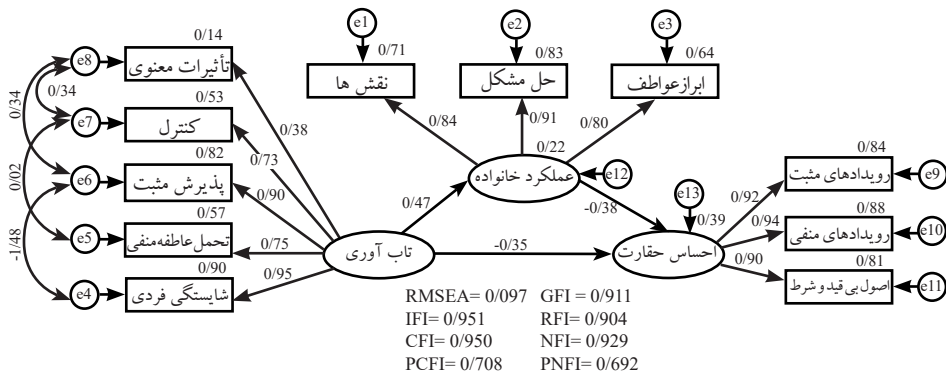 e1
e2
e3
0/14
0/71
0/83
0/64
e8
تأثیرات معنوی
نقش ها
حل مشکل
ابرازعواطف
0/34
0/34
0/53
e7
کنترل
0/38
0/84
0/91
0/80
0/82
0/73
0/22
e6
پذیرش مثبت
0/90
عملکرد خانواده
e12
0/84
رویدادهای مثبت
e9
0/02
0/57
0/47
-0/38
e13
0/92
e5
تحمل عاطفه منفی
0/75
تاب آوری
-0/35
0/39
احساس حقارت
0/94
0/88
رویدادهای منفی
e10
-1/48
0/90
0/95
0/90
0/81
e4
شایستگی فردی
اصول بی قید و شرط
e11
RMSEA= 0/097 GFI = 0/911
IFI= 0/951 RFI= 0/904
CFI= 0/950 NFI= 0/929
PCFI= 0/708 PNFI= 0/692